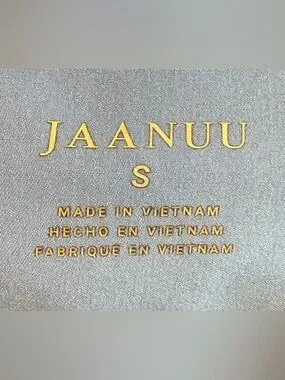 JAANUU
S
MADE IN VIETNAM
HECHO EN VIETNAM
FABRIQUÉ EN VIETNAM